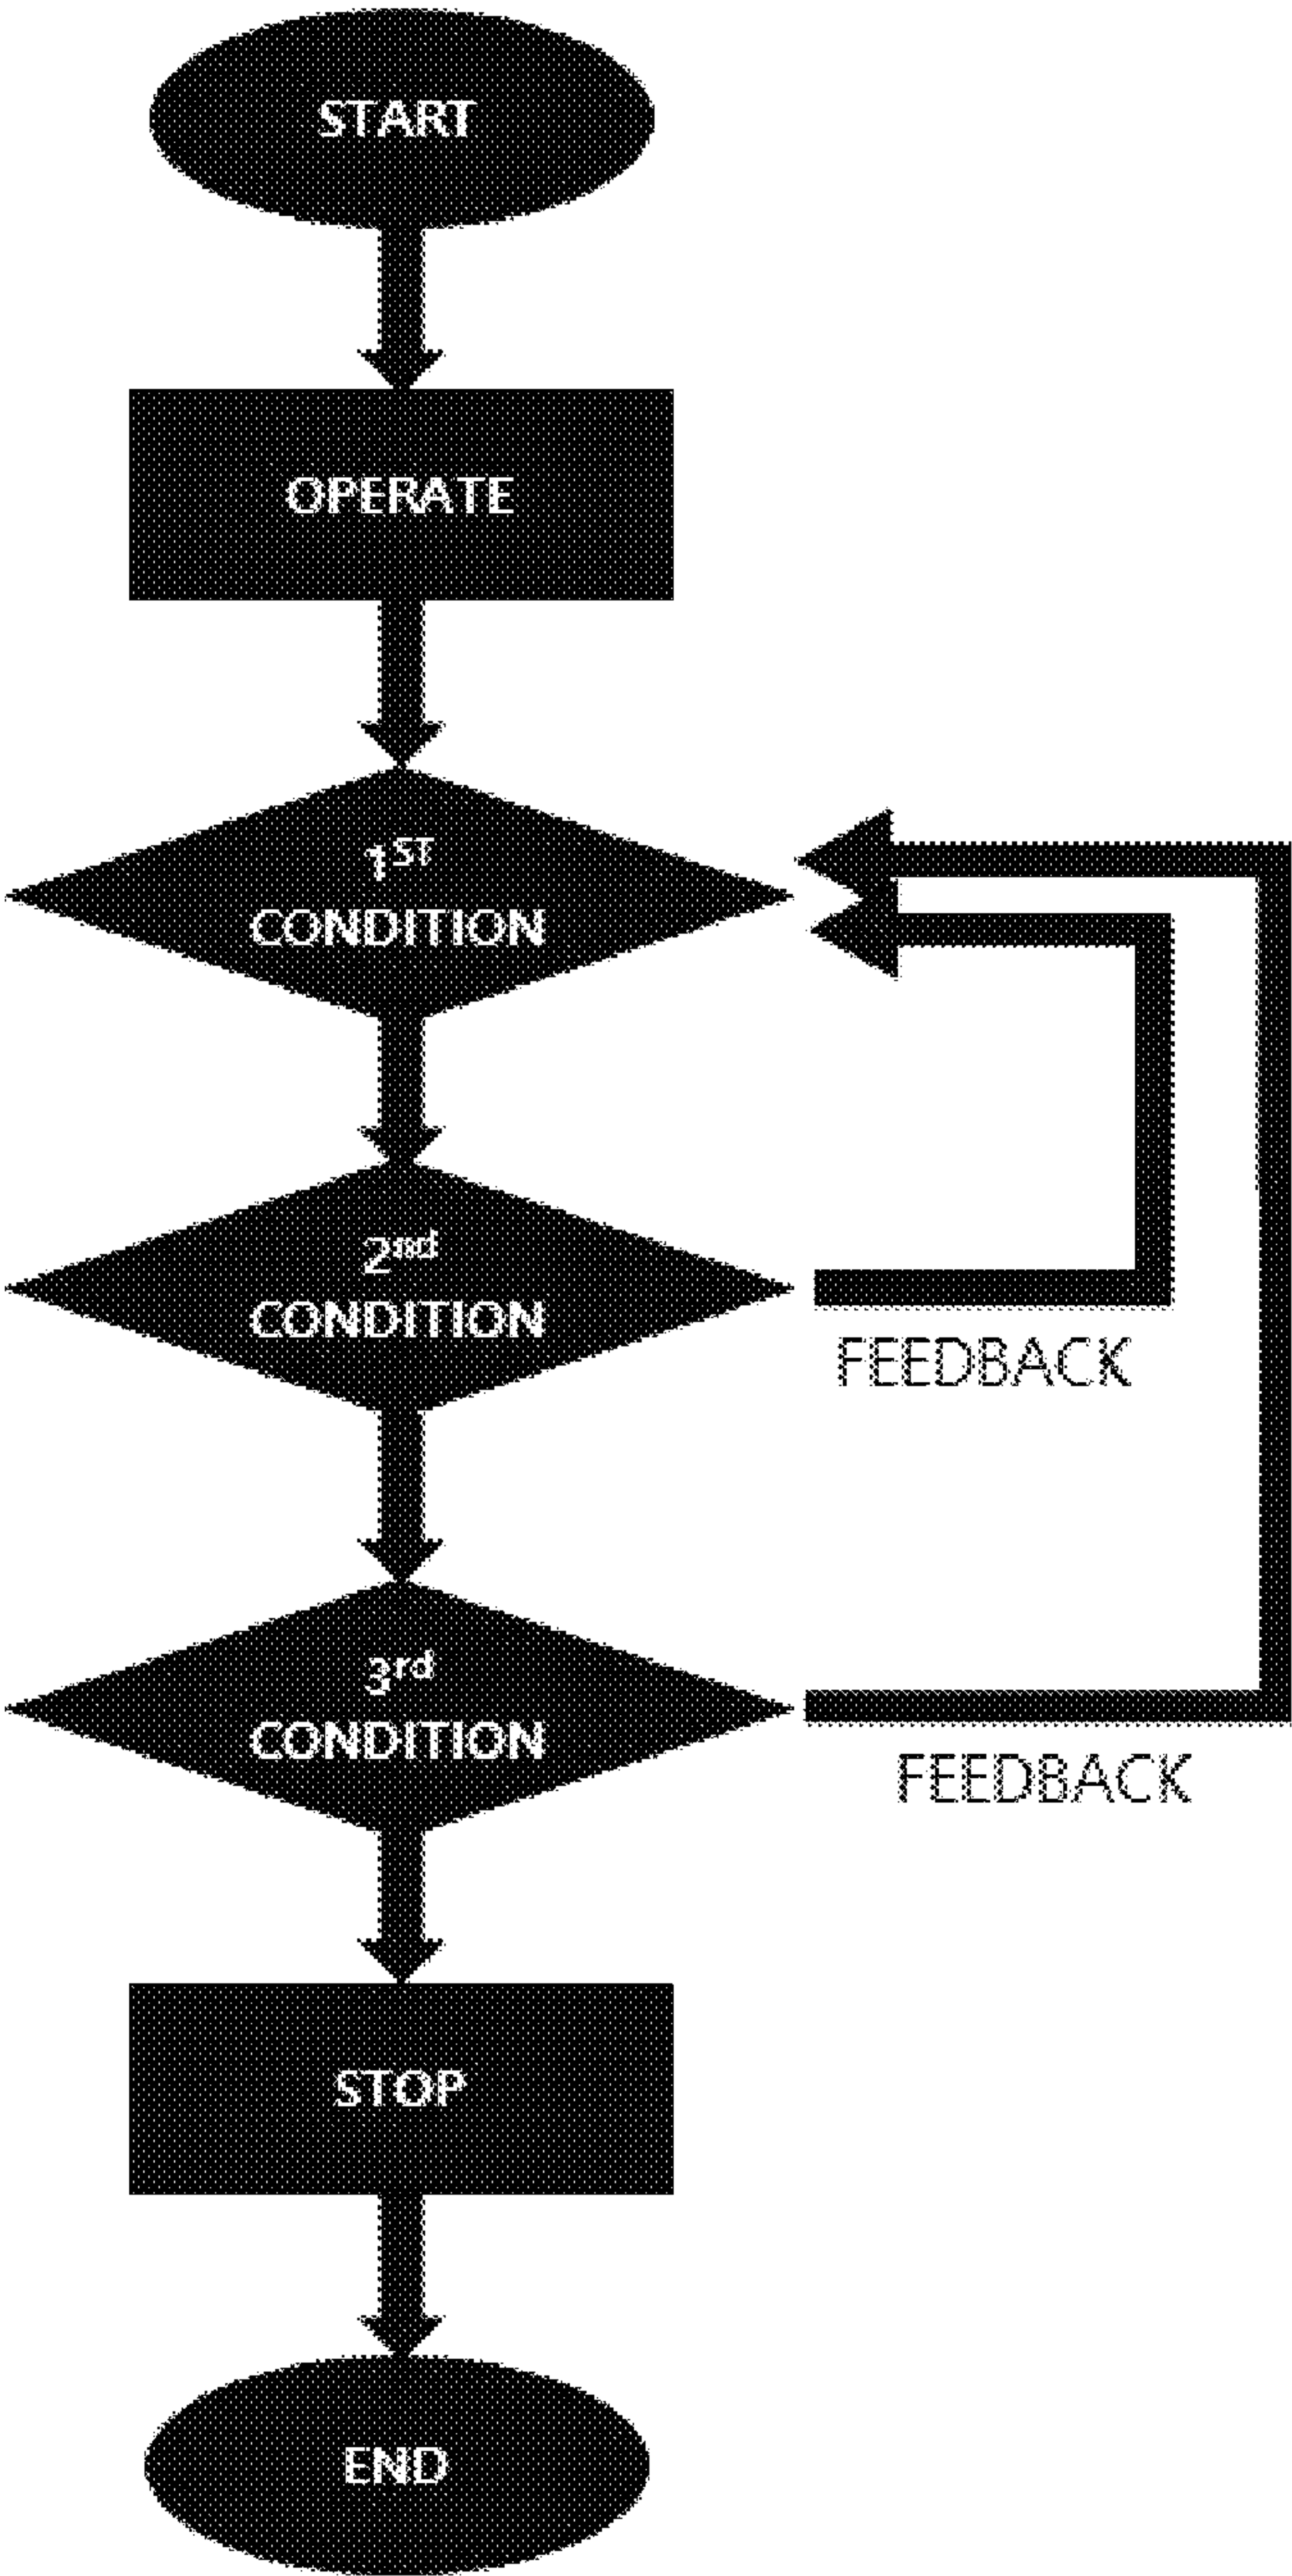 START
OPERATE
1ST
CONDITION
2nd
CONDITION
FEEDBACK
3rd
CONDITION
FEEDBACK
STOP
END